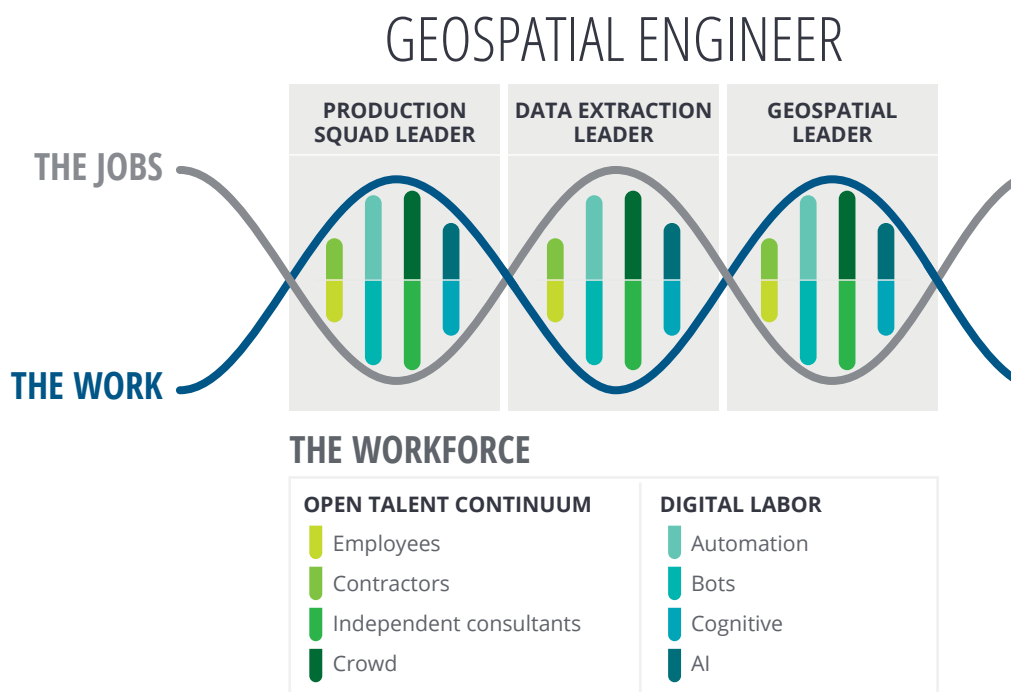 GEOSPATIAL ENGINEER
PRODUCTION
SQUAD LEADER
DATA EXTRACTION
LEADER
GEOSPATIAL
LEADER
THE JOBS
THE WORK
THE WORKFORCE
OPEN TALENT CONTINUUM
Employees
Contractors
Independent consultants
Crowd
DIGITAL LABOR
Automation
Bots
Cognitive
AI